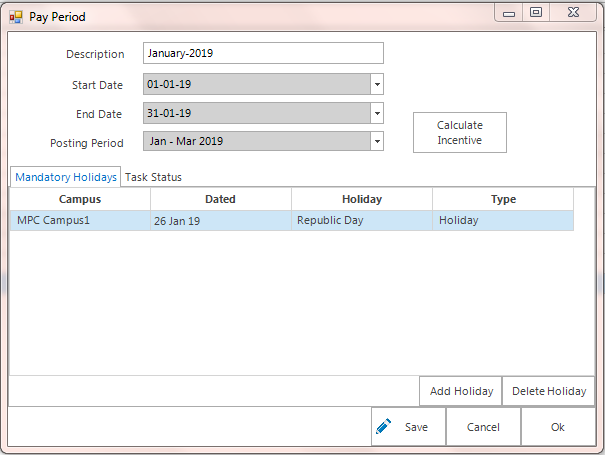 Pay Period
Description January-2019
Start Date 01-01-19
End Date 31-01-19
Posting Period Jan - Mar 2019
Calculate
Incentive
Mandatory Holidays Task Status
Campus Dated Holiday Type
MPC Campus1 26 Jan 19 Republic Day Holiday
Add Holiday Delete Holiday
Save Cancel Ok